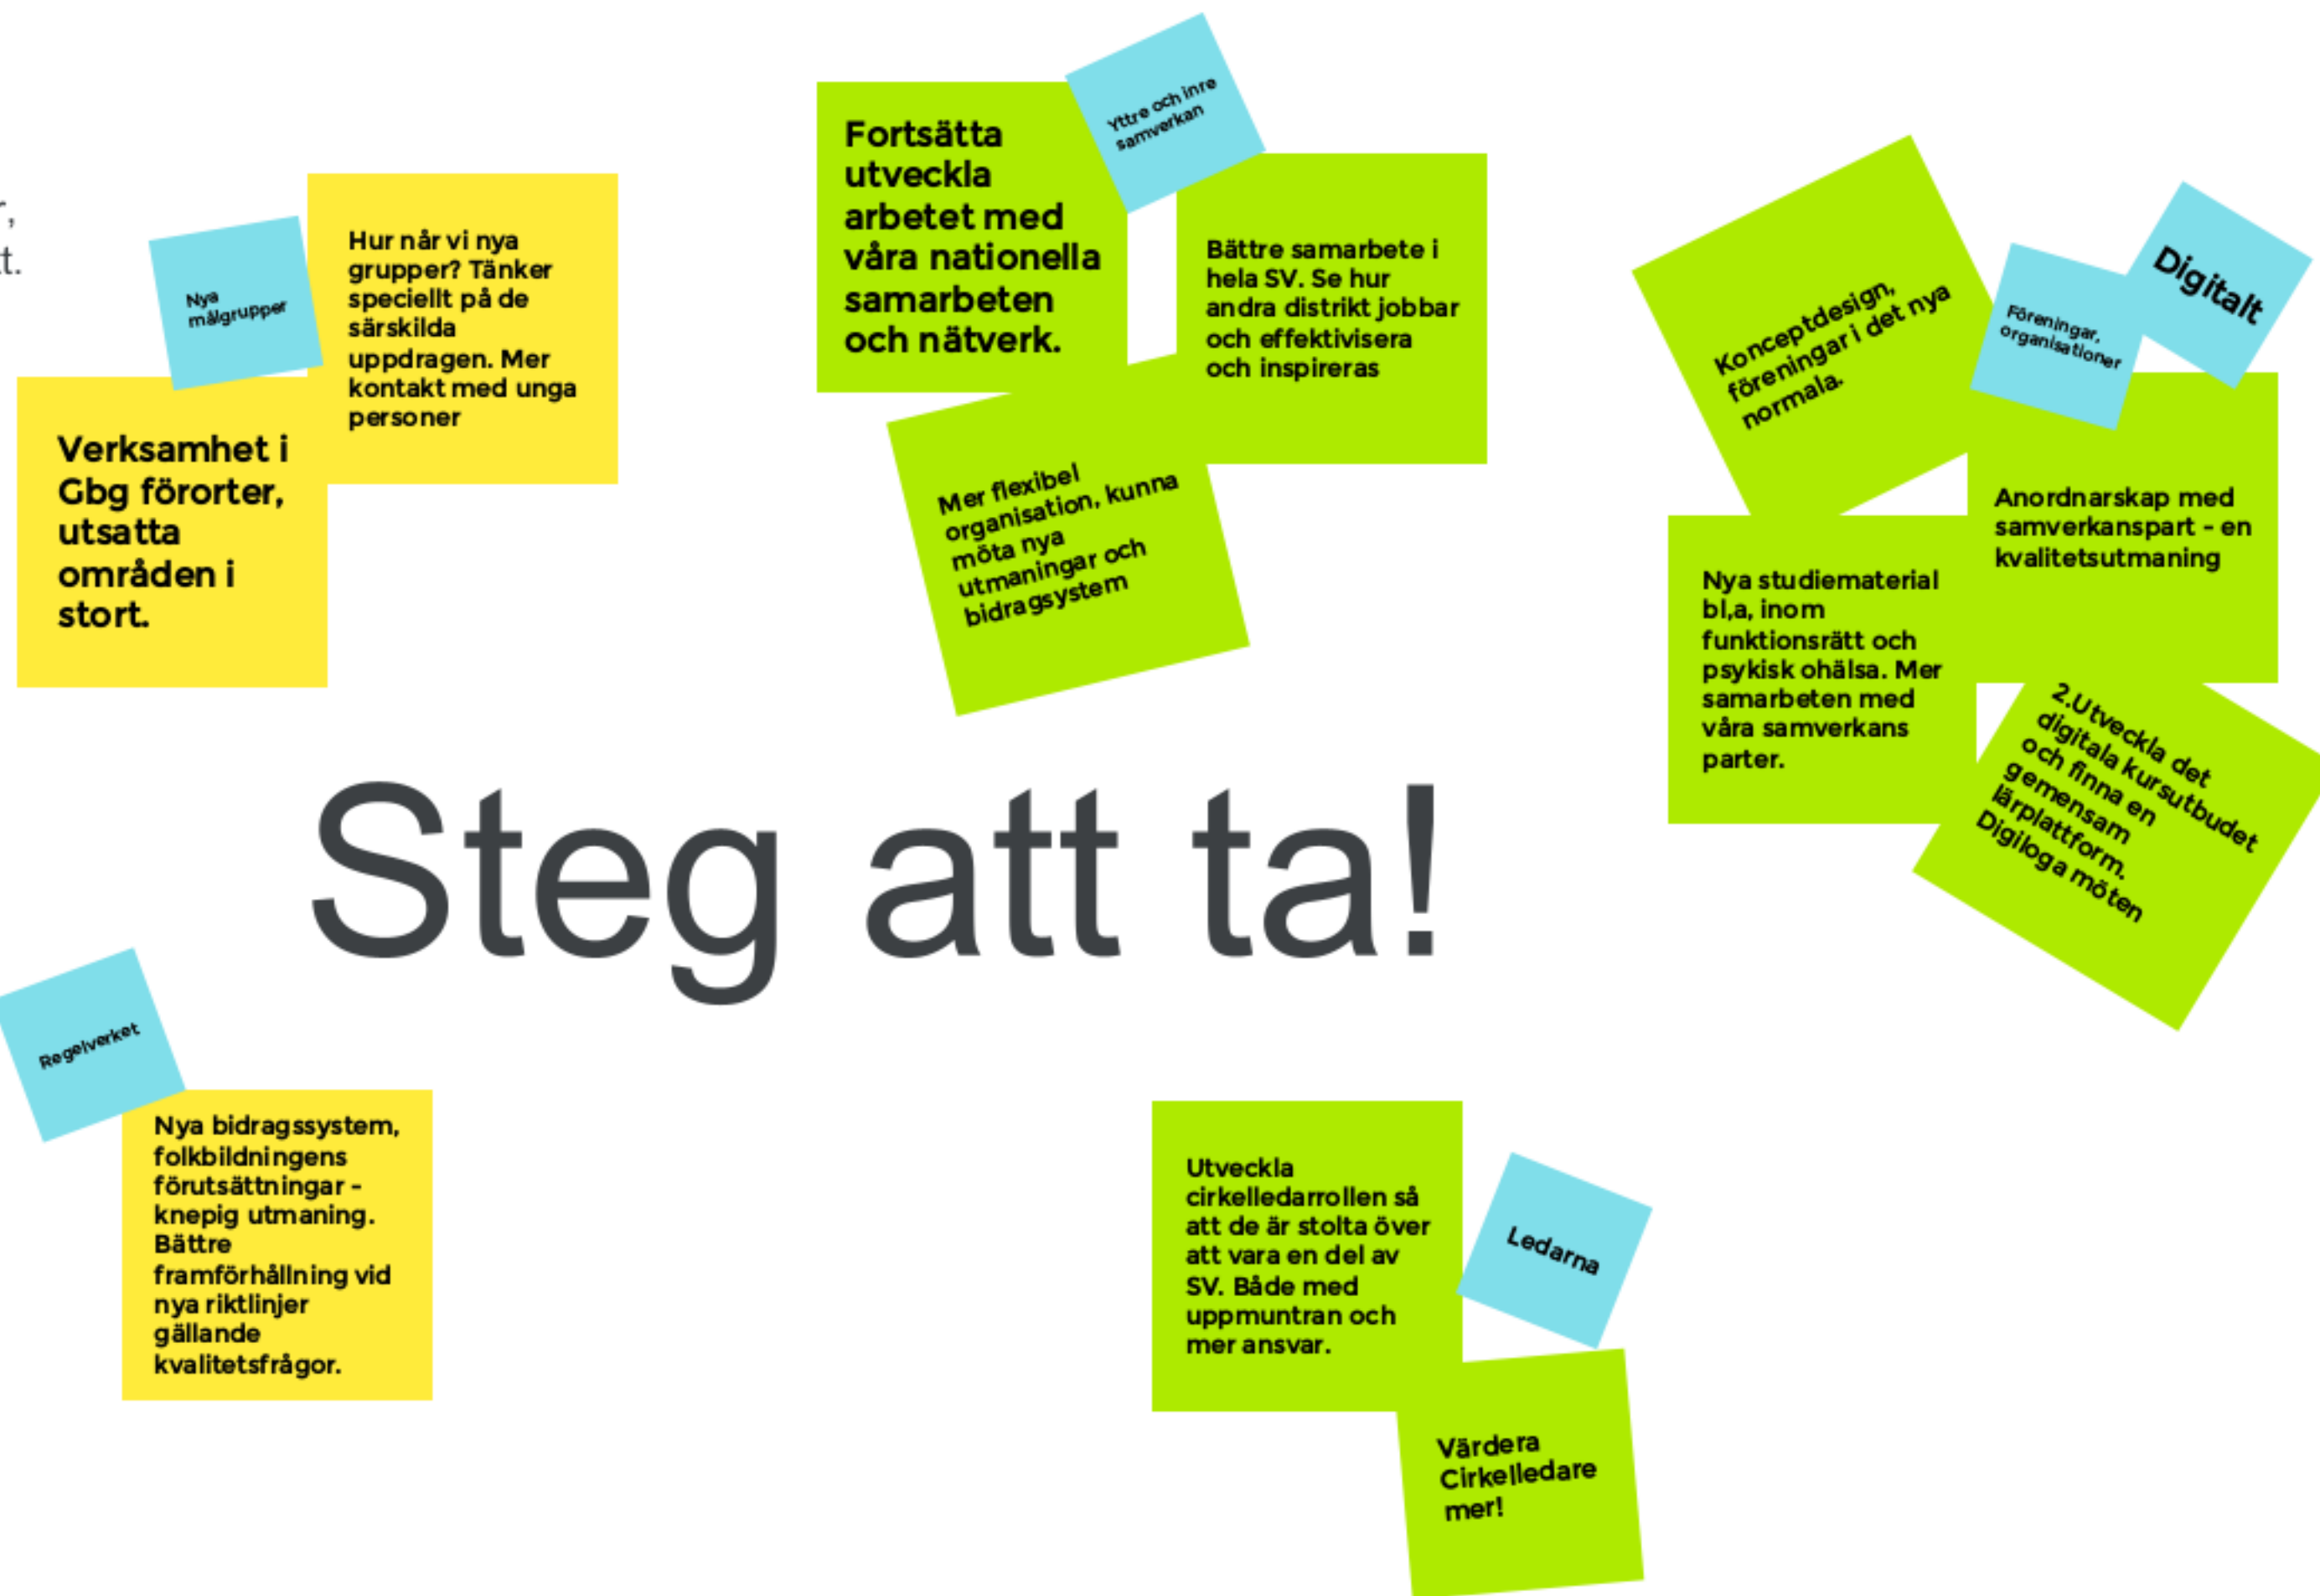 r,
t.
Nya
målgrupper
Hur når vi nya
grupper? Tänker
speciellt på de
särskilda
uppdragen. Mer
kontakt med unga
personer
Verksamhet i
Gbg förorter,
utsatta
områden i
stort.
Yttre och inre
samverkan
Fortsätta
utveckla
arbetet med
våra nationella
samarbeten
och nätverk.
Bättre samarbete i
hela SV. Se hur
andra distrikt jobbar
och effektivisera
och inspireras
Mer flexibel
organisation, kunna
möta nya
utmaningar och
bidragsystem
Digitalt
Föreningar,
organisationer
Konceptdesign,
föreningar i det nya
normala.
Anordnarskap med
samverkanspart - en
kvalitetsutmaning
Nya studiematerial
bl,a, inom
funktionsrätt och
psykisk ohälsa. Mer
samarbeten med
våra samverkans
parter.
2.Utveckla det
digitala kursutbudet
och finna en
gemensam
lärplattform.
Digiloga möten
Steg att ta!
Regelverket
Nya bidragssystem,
folkbildningens
förutsättningar -
knepig utmaning.
Bättre
framförhållning vid
nya riktlinjer
gällande
kvalitetsfrågor.
Utveckla
cirkelledarrollen så
att de är stolta över
att vara en del av
SV. Både med
uppmuntran och
mer ansvar.
Ledarna
Värdera
Cirkelledare
mer!